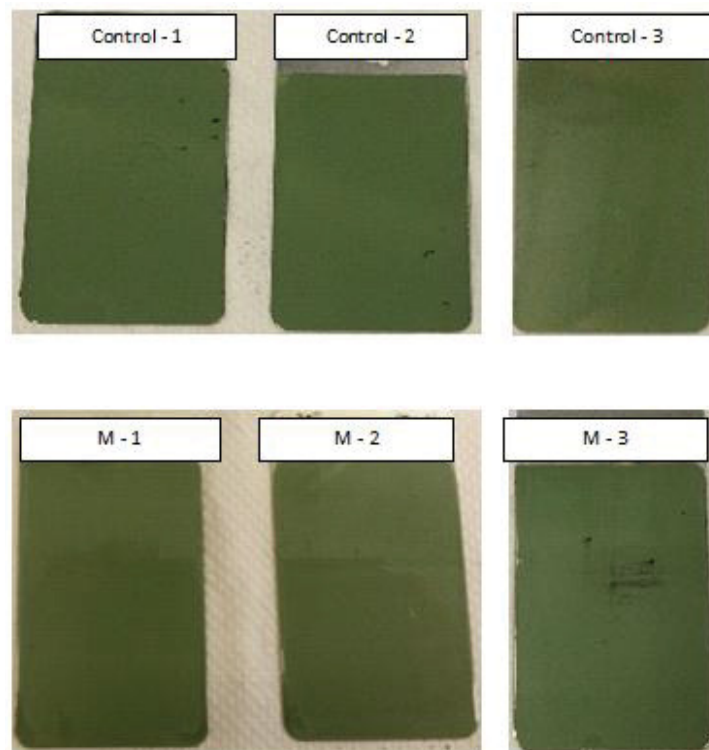 Control - 1
Control - 2
Control - 3
M - 1
M - 2
M - 3